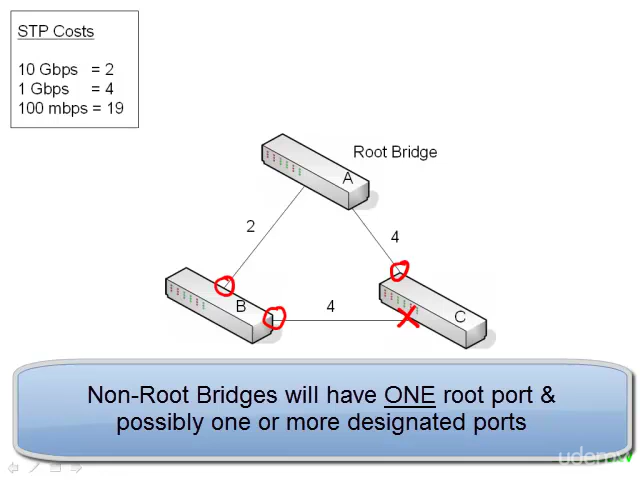 STP Costs
10 Gbps = 2
1 Gbps = 4
100 mbps = 19
Root Bridge
A
2
4
B
4
C
Non-Root Bridges will have ONE root port &
possibly one or more designated ports
udemy